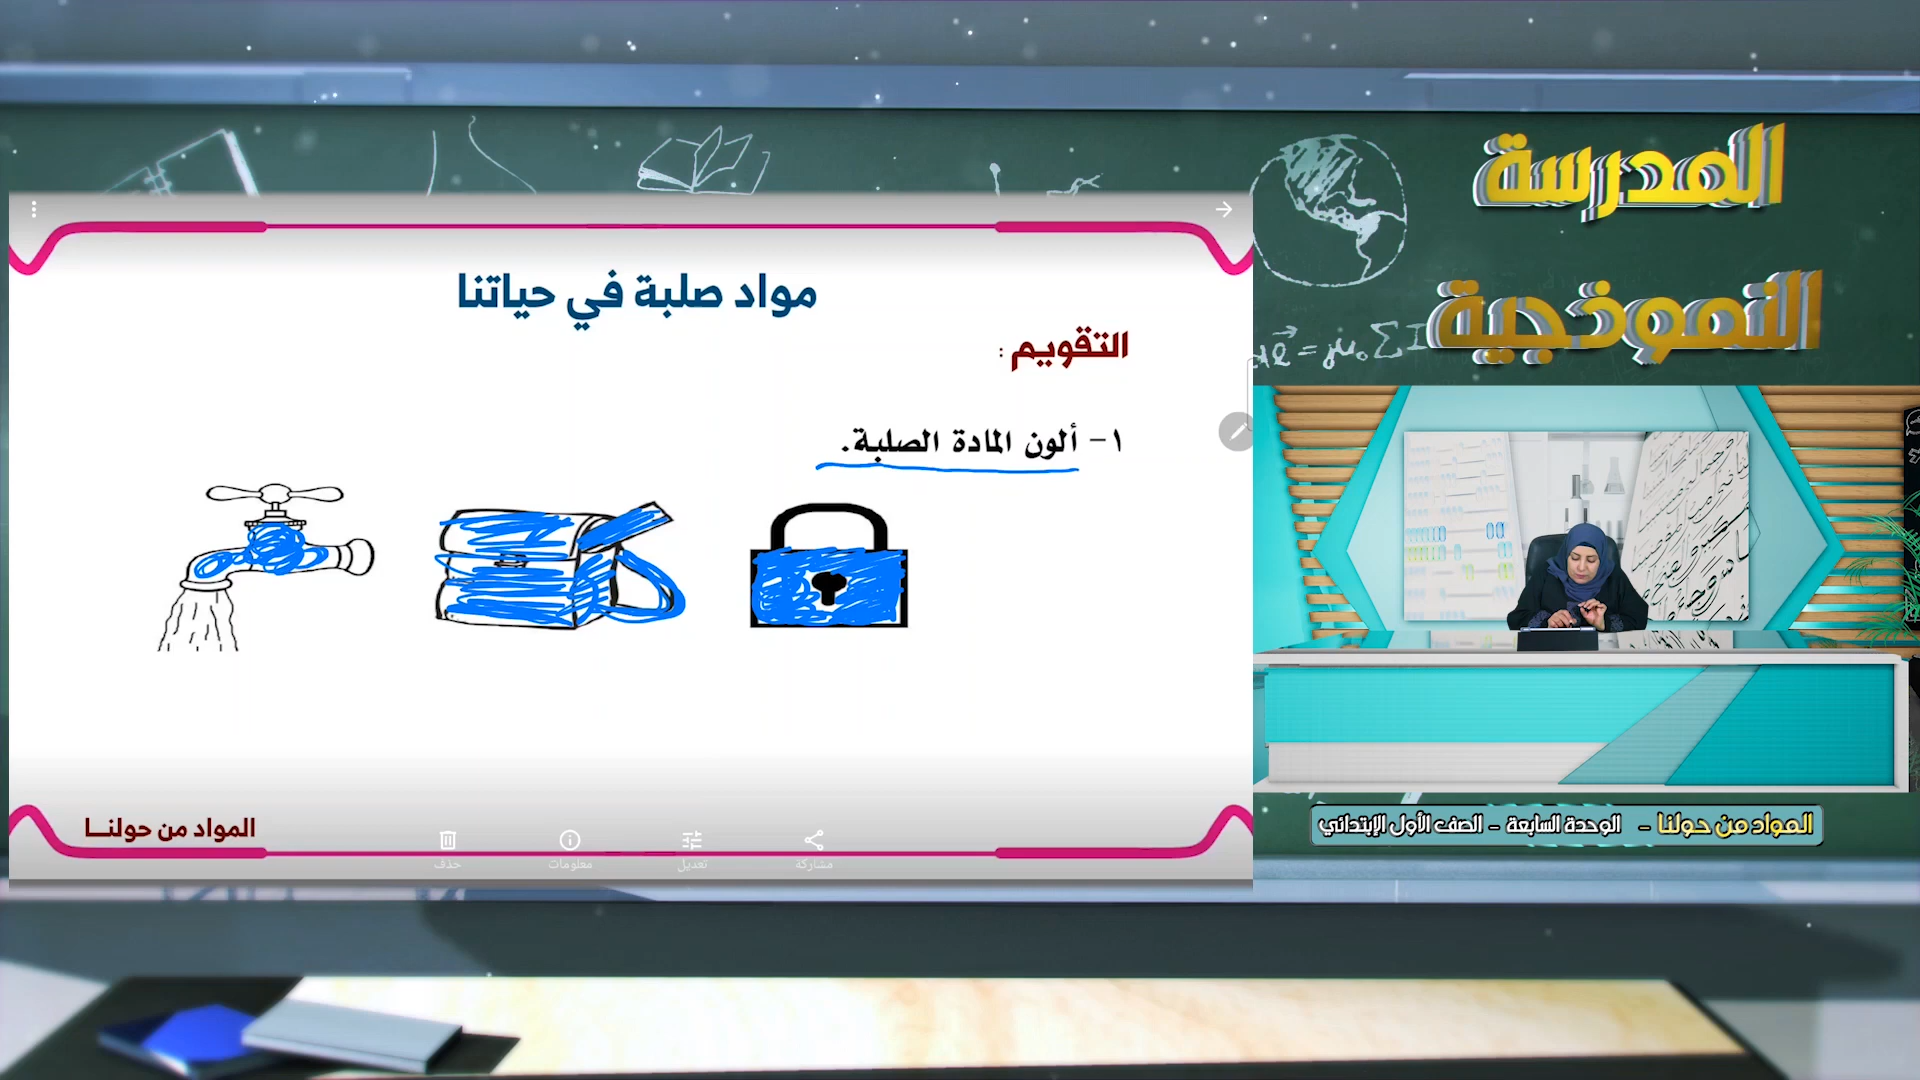 المدرسة
النموذجية
مواد صلبة في حياتنا
التقويم :
١- ألون المادة الصلبة.
المواد من حولنــا
حذف
معلومات
تعديل
مشاركة
المواد من حولنا - الوحدة السابعة - الصف الأول الإبتدائي